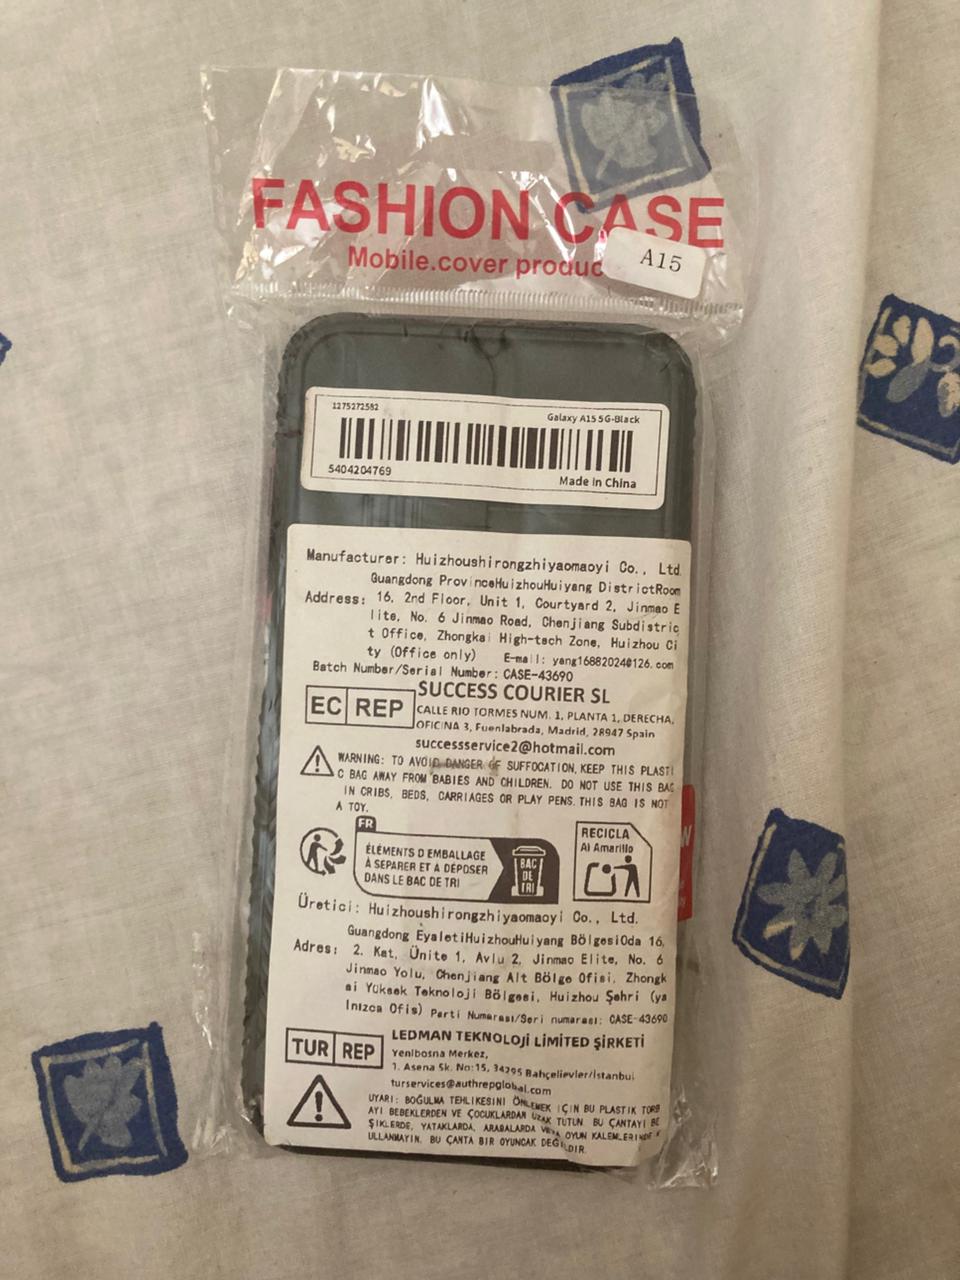 FASHION CASE
Mobile.cover produc
A15
1275272582
Galaxy A15 5G-Black
5404204769
Made in China
Manufacturer: Huizhoushirongzhiyaomaoyi Co., Ltd.
Guangdong ProvinceHuizhouHuiyang DistrictRoom
Address: 16, 2nd Floor, Unit 1, Courtyard 2, Jinmao E
lite, No. 6 Jinmao Road, Chenjiang Subdistric
t Office, Zhongkai High-tech Zone, Huizhou Ci
ty (Office only) E-mail: yang16882024@126.com
Batch Number/Serial Number: CASE-43690
EC REP
SUCCESS COURIER SL
CALLE RIO TORMES NUM. 1, PLANTA 1, DERECHA,
OFICINA 3, Fuenlabrada, Madrid, 28947 Spain
successservice2@hotmail.com
WARNING: TO AVOID DANGER OF SUFFOCATION, KEEP THIS PLASTI
C BAG AWAY FROM BABIES AND CHILDREN. DO NOT USE THIS BAG
IN CRIBS, BEDS, CARRIAGES OR PLAY PENS. THIS BAG IS NOT
A TOY.
FR
ÉLÉMENTS D EMBALLAGE
À SÉPARER ET À DÉPOSER
DANS LE BAC DE TRI
BAC
DE
TRI
RECICLA
Al Amarillo
Üretici: Huizhoushirongzhiyaomaoyi Co., Ltd.
Guangdong EyaletiHuizhouHuiyang BölgesiOda 16,
Adres: 2. Kat, Ünite 1, Avlu 2, Jinmao Elite, No. 6
Jinmao Yolu, Chenjiang Alt Bölge Ofisi, Zhongk
ai Yüksek Teknoloji Bölgesi, Huizhou Şehri (ya
lnızca Ofis) Parti Numarası/Seri numarası: CASE-43690
TUR REP
LEDMAN TEKNOLOJİ LİMİTED ŞİRKETİ
Yenibosna Merkez,
1. Asena Sk. No:15, 34295 Bahçelievler/İstanbul
turservices@authrepglobal.com
UYARI: BOĞULMA TEHLIKESINI ÖNLEMEK IÇIN BU PLASTIK TORB
AYI BEBEKLERDEN VE ÇOCUKLARDAN UZAK TUTUN. BU ÇANTAYI BE
ŞIKLERDE, YATAKLARDA, ARABALARDA VEYA OYUN KALEMLERINDE K
ULLANMAYIN. BU ÇANTA BIR OYUNCAK DEĞILDIR.